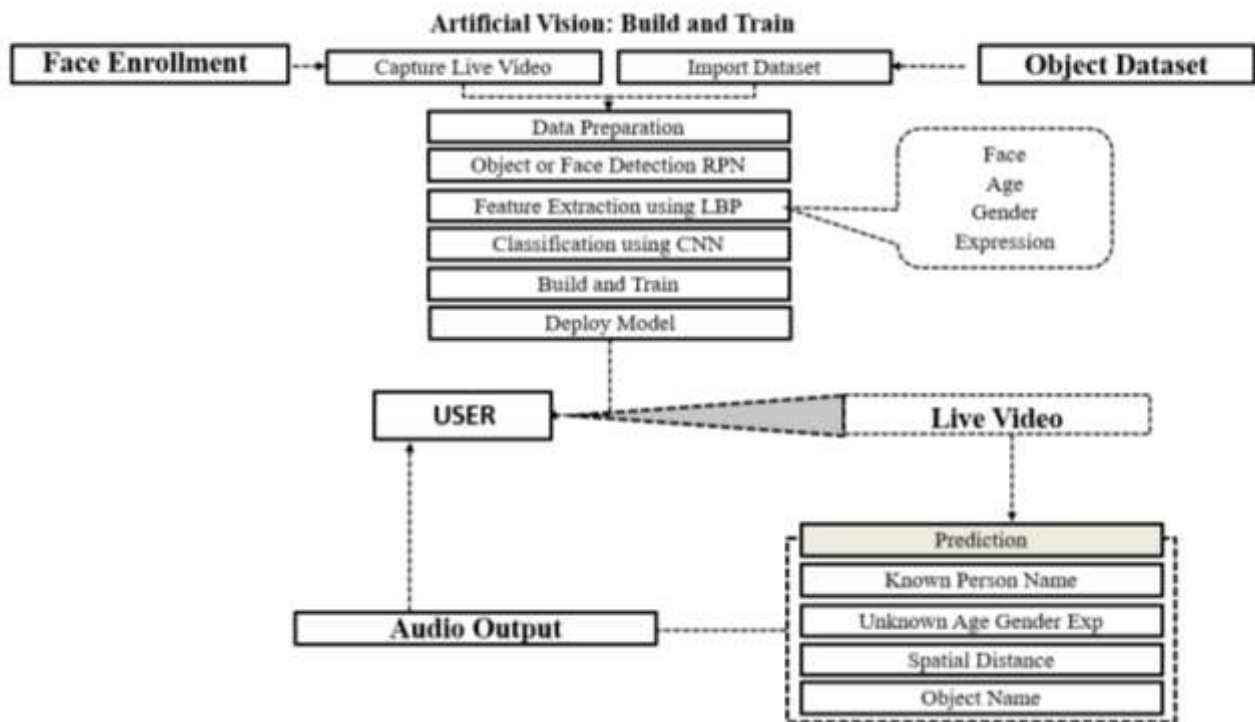 Artificial Vision: Build and Train
Face Enrollment
Capture Live Video
Import Dataset
Object Dataset
Data Preparation
Object or Face Detection RPN
Feature Extraction using LBP
Classification using CNN
Build and Train
Deploy Model
Face
Age
Gender
Expression
USER
Live Video
Prediction
Known Person Name
Unknown Age Gender Exp
Spatial Distance
Object Name
Audio Output